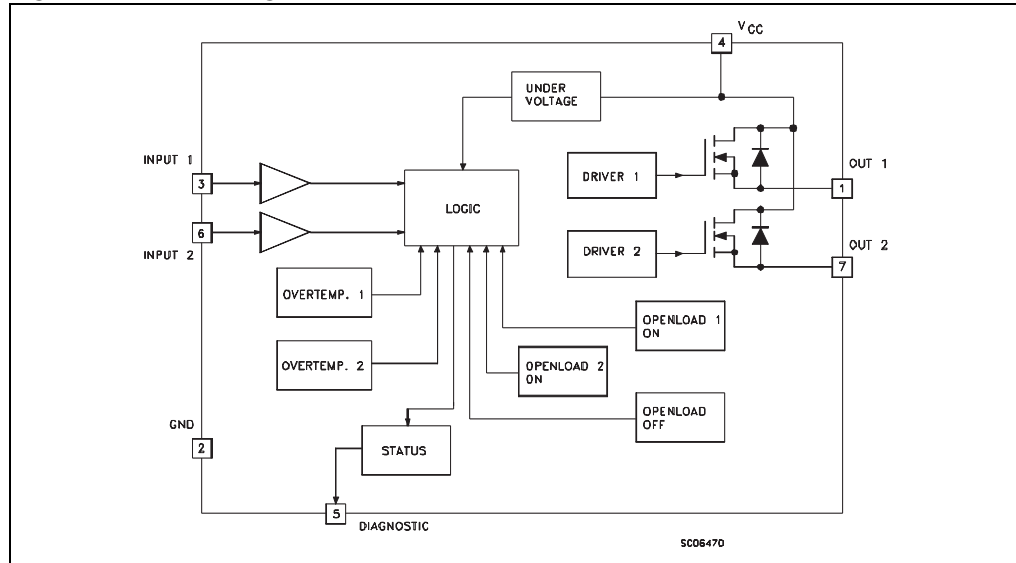 V CC
4
UNDER
VOLTAGE
INPUT 1
3
DRIVER 1
OUT 1
1
LOGIC
6
INPUT 2
DRIVER 2
OUT 2
7
OVERTEMP. 1
OPENLOAD 1
ON
OVERTEMP. 2
OPENLOAD 2
ON
OPENLOAD
OFF
GND
2
STATUS
5
DIAGNOSTIC
SC06470